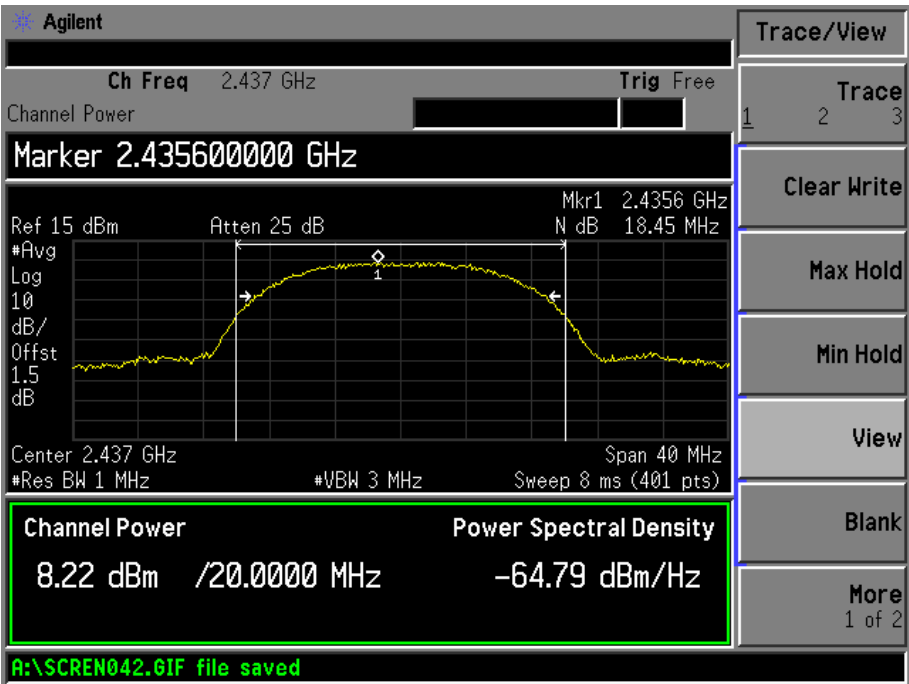 Agilent
Trace/View
Ch Freq 2.437 GHz Trig Free
Channel Power
Marker 2.435600000 GHz
Mkr1 2.4356 GHz
Ref 15 dBm Atten 25 dB N dB 18.45 MHz
#Avg
Log
10
dB/
Offst
1.5
dB
1
Center 2.437 GHz Span 40 MHz
#Res BW 1 MHz #VBW 3 MHz Sweep 8 ms (401 pts)
Channel Power Power Spectral Density
8.22 dBm /20.0000 MHz -64.79 dBm/Hz
A:\SCREN042.GIF file saved
Trace
1 2 3
Clear Write
Max Hold
Min Hold
View
Blank
More
1 of 2